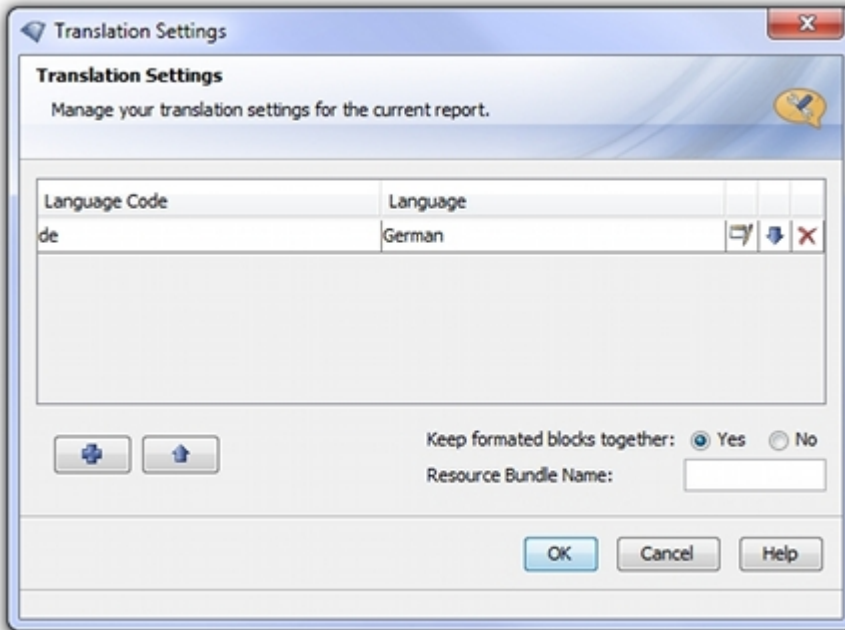 Translation Settings
Translation Settings
Manage your translation settings for the current report.
Language Code Language
de German
Keep formated blocks together: Yes No
Resource Bundle Name:
OK Cancel Help